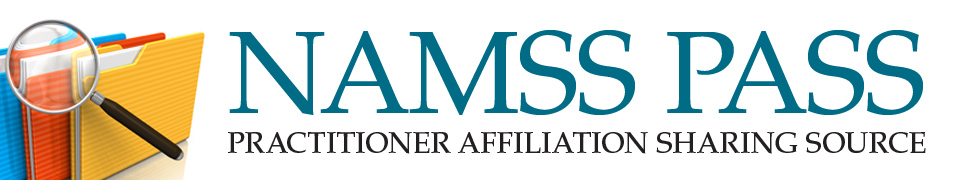 NAMSS PASS
PRACTITIONER AFFILIATION SHARING SOURCE